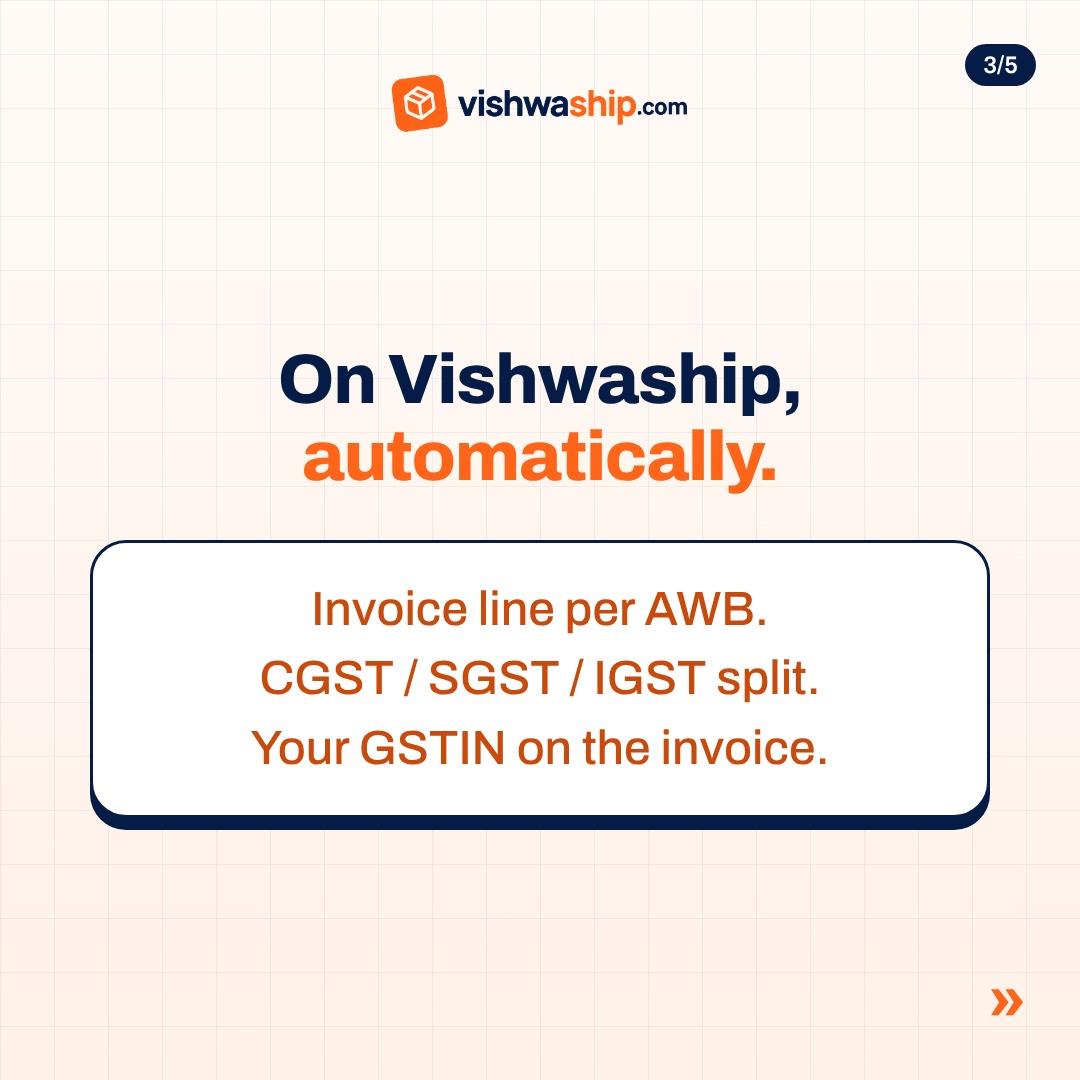 vishwaship.com
3/5
On Vishwaship,
automatically.
Invoice line per AWB.
CGST / SGST / IGST split.
Your GSTIN on the invoice.
»